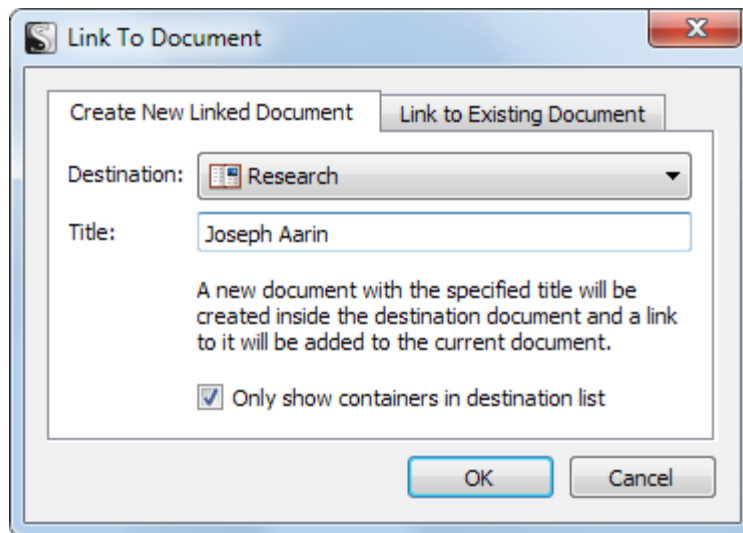 Link To Document
Create New Linked Document
Link to Existing Document
Destination:
Research
Title:
Joseph Aarin
A new document with the specified title will be
created inside the destination document and a link
to it will be added to the current document.
Only show containers in destination list
OK
Cancel